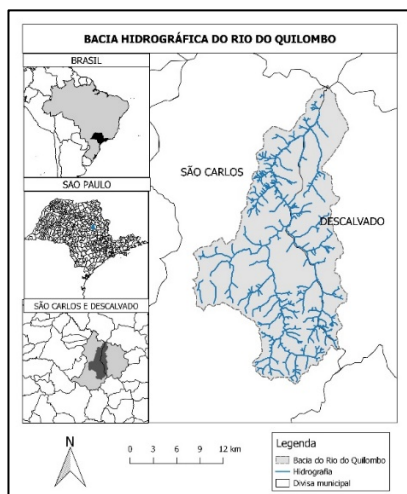 BACIA HIDROGRÁFICA DO RIO DO QUILOMBO
BRASIL
SAO PAULO
SÃO CARLOS E DESCALVADO
SÃO CARLOS
DESCALVADO
N
0 3 6 9 12 km
Legenda
Bacia do Rio do Quilombo
Hidrografia
Divisa municipal